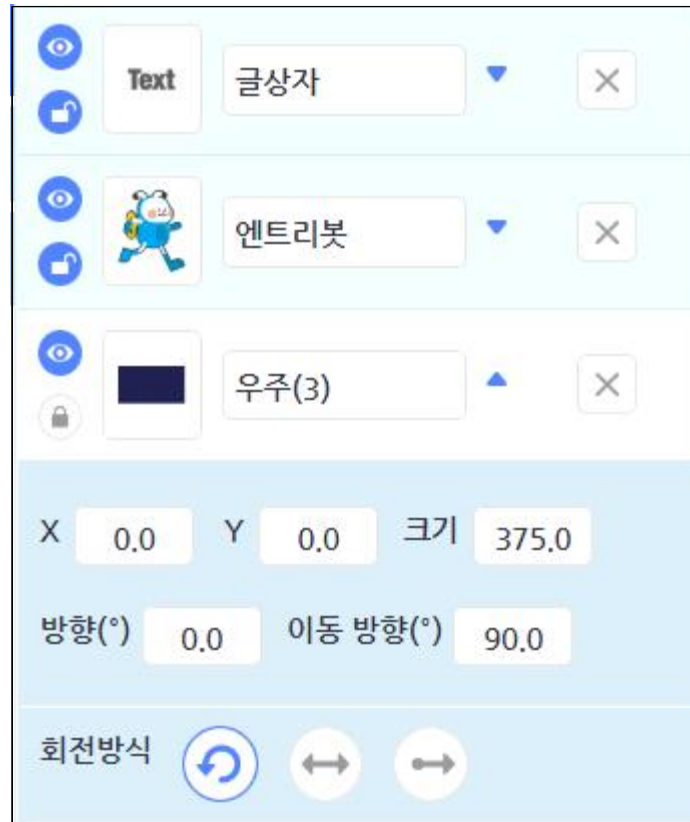 Text 글상자
엔트리봇
우주(3)
X 0.0 Y 0.0 크기 375.0
방향(°) 0.0 이동 방향(°) 90.0
회전방식